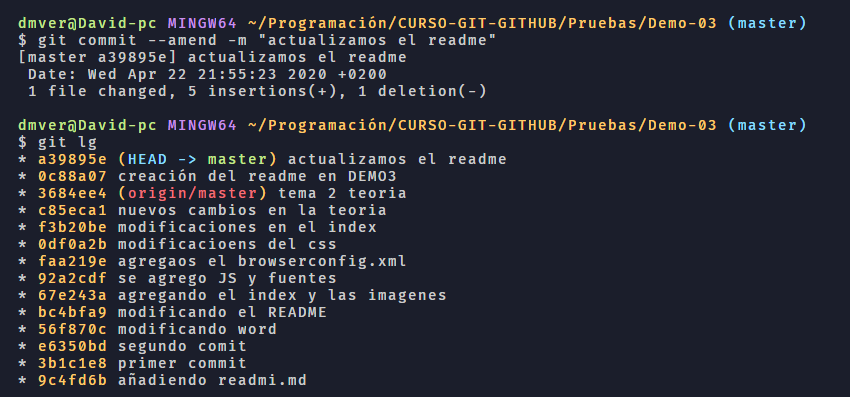 dmver@David-pc MINGW64 ~/Programación/CURSO-GIT-GITHUB/Pruebas/Demo-03 (master)
$ git commit --amend -m "actualizamos el readme"
[master a39895e] actualizamos el readme
 Date: Wed Apr 22 21:55:23 2020 +0200
 1 file changed, 5 insertions(+), 1 deletion(-)
dmver@David-pc MINGW64 ~/Programación/CURSO-GIT-GITHUB/Pruebas/Demo-03 (master)
$ git lg
* a39895e (HEAD -> master) actualizamos el readme
* 0c88a07 creación del readme en DEMO3
* 3684ee4 (origin/master) tema 2 teoria
* c85eca1 nuevos cambios en la teoria
* f3b20be modificaciones en el index
* 0df0a2b modificacioens del css
* faa219e agregaos el browserconfig.xml
* 92a2cdf se agrego JS y fuentes
* 67e243a agregando el index y las imagenes
* bc4bfa9 modificando el README
* 56f870c modificando word
* e6350bd segundo comit
* 3b1c1e8 primer commit
* 9c4fd6b añadiendo readmi.md